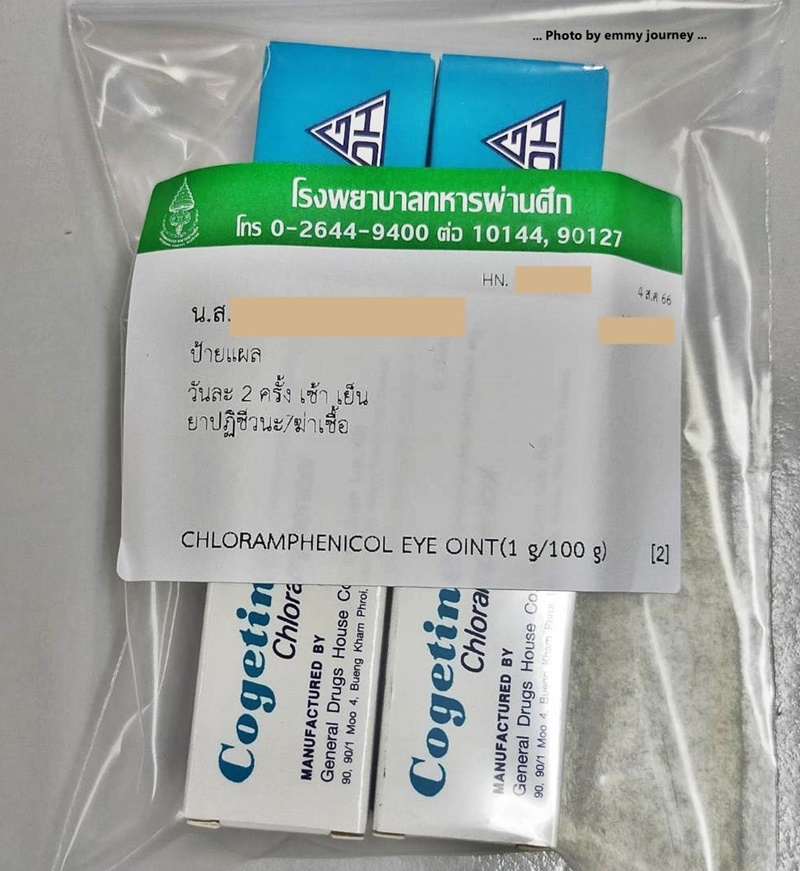 ... Photo by emmy journey ...
GDH
GDH
โรงพยาบาลทหารผ่านศึก
โทร 0-2644-9400 ต่อ 10144, 90127
HN.
4 ส.ค 66
น.ส.
ป้ายแผล
วันละ 2 ครั้ง เช้า เย็น
ยาปฏิชีวนะ/ฆ่าเชื้อ
CHLORAMPHENICOL EYE OINT(1 g/100 g) [2]
Cogetin
Chlora
MANUFACTURED BY
General Drugs House Co
90, 90/1 Moo 4, Bueng Kham Phroi,
Cogetin
Chlora
MANUFACTURED BY
General Drugs House Co
90, 90/1 Moo 4, Bueng Kham Phroi,